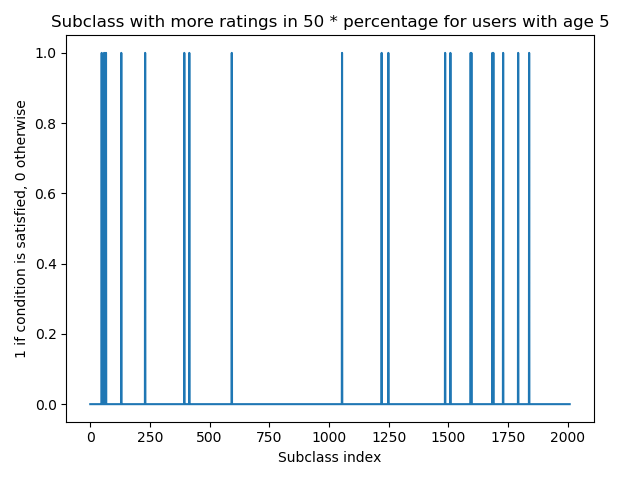 Subclass with more ratings in 50 * percentage for users with age 5
1 if condition is satisfied, 0 otherwise
1.0
0.8
0.6
0.4
0.2
0.0
0 250 500 750 1000 1250 1500 1750 2000
Subclass index